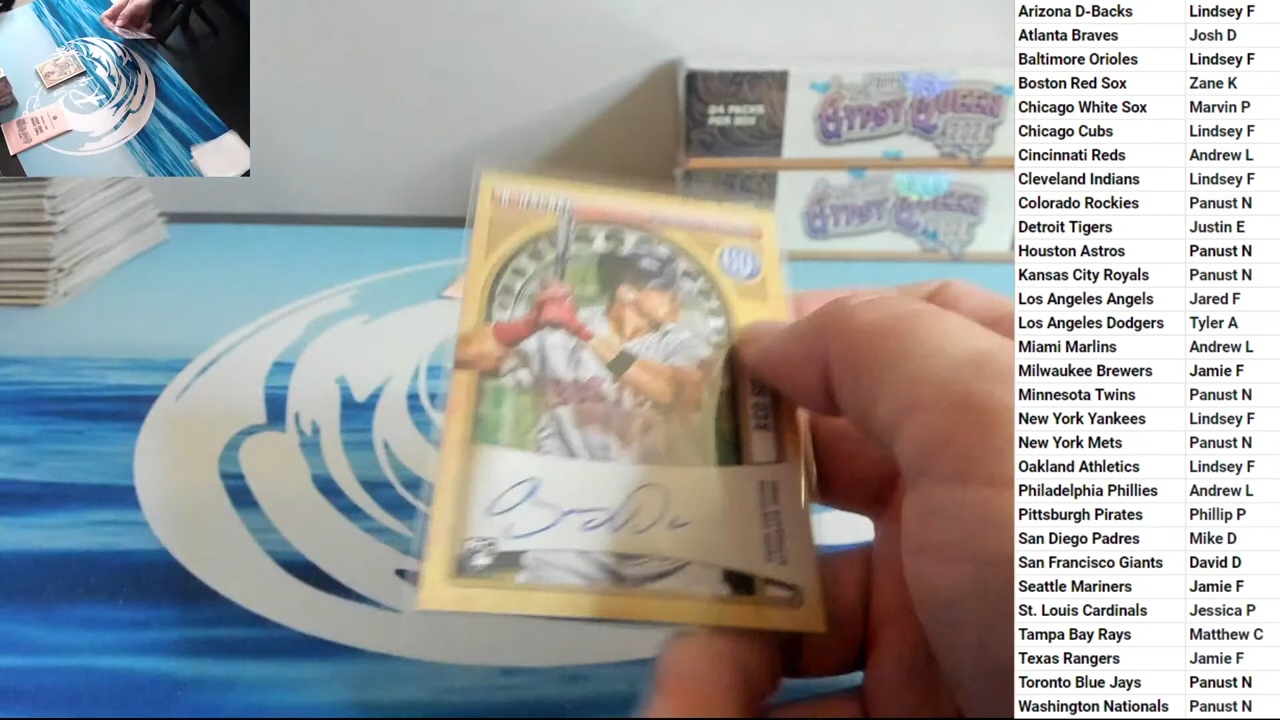 Arizona D-Backs Lindsey F
Atlanta Braves Josh D
Baltimore Orioles Lindsey F
Boston Red Sox Zane K
Chicago White Sox Marvin P
Chicago Cubs Lindsey F
Cincinnati Reds Andrew L
Cleveland Indians Lindsey F
Colorado Rockies Panust N
Detroit Tigers Justin E
Houston Astros Panust N
Kansas City Royals Panust N
Los Angeles Angels Jared F
Los Angeles Dodgers Tyler A
Miami Marlins Andrew L
Milwaukee Brewers Jamie F
Minnesota Twins Panust N
New York Yankees Lindsey F
New York Mets Panust N
Oakland Athletics Lindsey F
Philadelphia Phillies Andrew L
Pittsburgh Pirates Phillip P
San Diego Padres Mike D
San Francisco Giants David D
Seattle Mariners Jamie F
St. Louis Cardinals Jessica P
Tampa Bay Rays Matthew C
Texas Rangers Jamie F
Toronto Blue Jays Panust N
Washington Nationals Panust N
24 PACKS
PER BOX
GYPSY QUEEN
GYPSY QUEEN